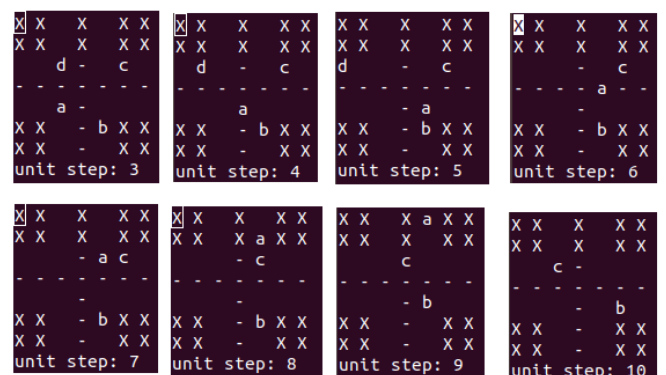 X X   X   X X
X X   X   X X
    d -   c
- - - - - - -
    a -
X X   - b X X
X X   -   X X
unit step: 3
X X   X   X X
X X   X   X X
  d   -   c
- - - - - - -
      a
X X   - b X X
X X   -   X X
unit step: 4
X X   X   X X
X X   X   X X
d     -   c
- - - - - - -
      - a
X X   - b X X
X X   -   X X
unit step: 5
X X   X   X X
X X   X   X X
      -   c
- - - - a - -
      -
X X   - b X X
X X   -   X X
unit step: 6
X X   X   X X
X X   X   X X
      - a c
- - - - - - -
      -
X X   - b X X
X X   -   X X
unit step: 7
X X   X   X X
X X   X a X X
      - c
- - - - - - -
      -
X X   - b X X
X X   -   X X
unit step: 8
X X   X a X X
X X   X   X X
      c
- - - - - - -
      - b
X X   -   X X
X X   -   X X
unit step: 9
X X   X   X X
X X   X   X X
    c -
- - - - - - -
      -   b
X X   -   X X
X X   -   X X
unit step: 10